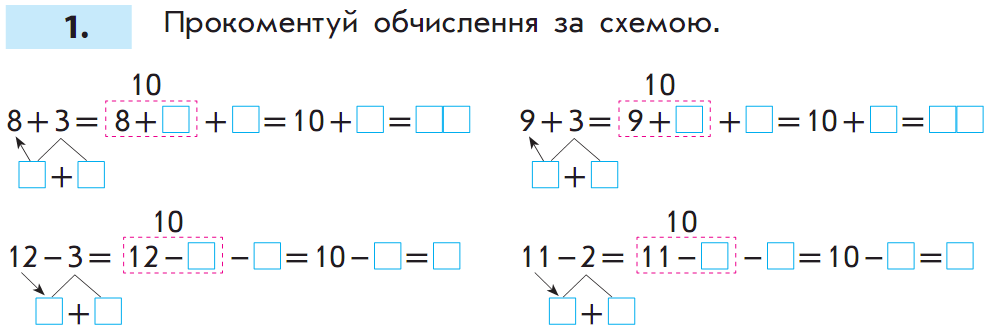 1. Прокоментуй обчислення за схемою.
10 10
8 + 3 = 8 + □ + □ = 10 + □ = □□ 9 + 3 = 9 + □ + □ = 10 + □ = □□
□ + □ □ + □
10 10
12 − 3 = 12 − □ − □ = 10 − □ = □ 11 − 2 = 11 − □ − □ = 10 − □ = □
□ + □ □ + □